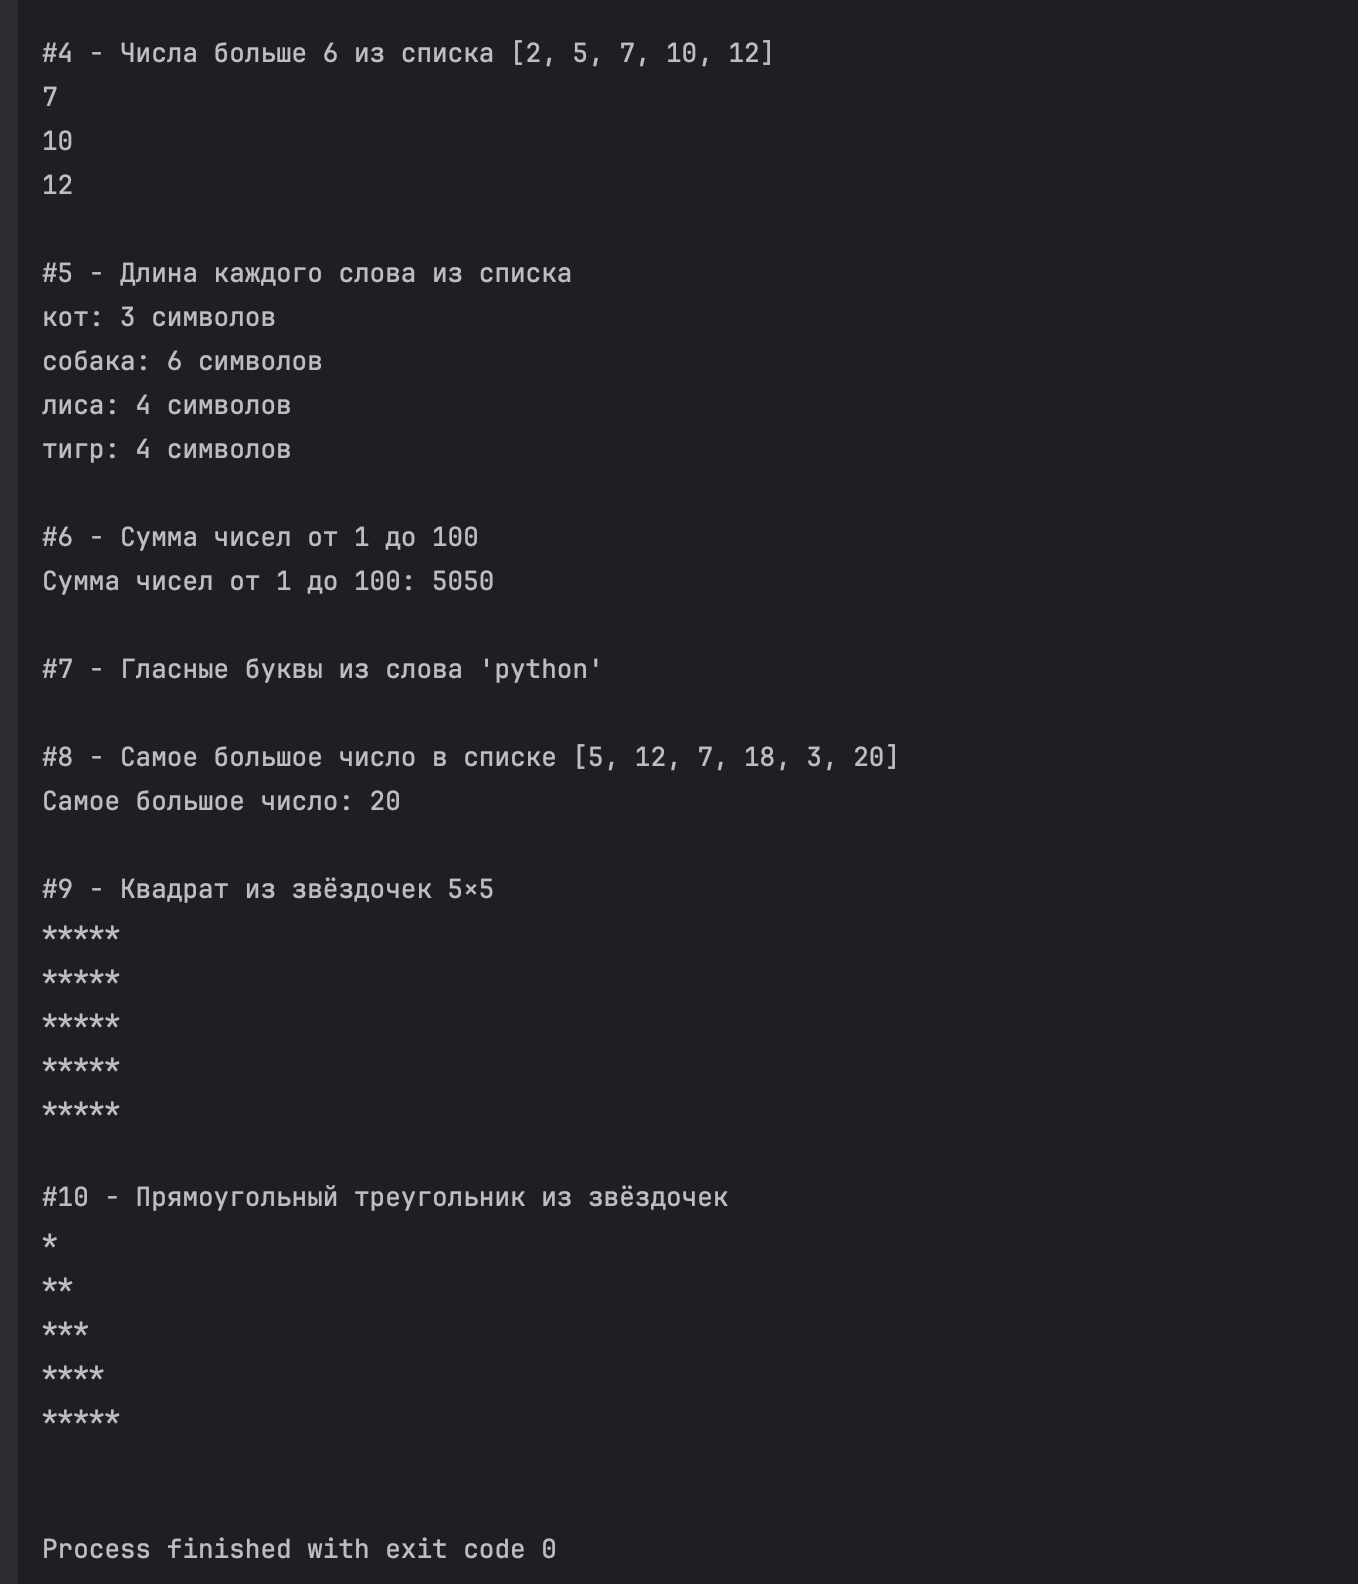 #4 - Числа больше 6 из списка [2, 5, 7, 10, 12]
7
10
12
#5 - Длина каждого слова из списка
кот: 3 символов
собака: 6 символов
лиса: 4 символов
тигр: 4 символов
#6 - Сумма чисел от 1 до 100
Сумма чисел от 1 до 100: 5050
#7 - Гласные буквы из слова 'python'
#8 - Самое большое число в списке [5, 12, 7, 18, 3, 20]
Самое большое число: 20
#9 - Квадрат из звёздочек 5×5
*****
*****
*****
*****
*****
#10 - Прямоугольный треугольник из звёздочек
*
**
***
****
*****
Process finished with exit code 0